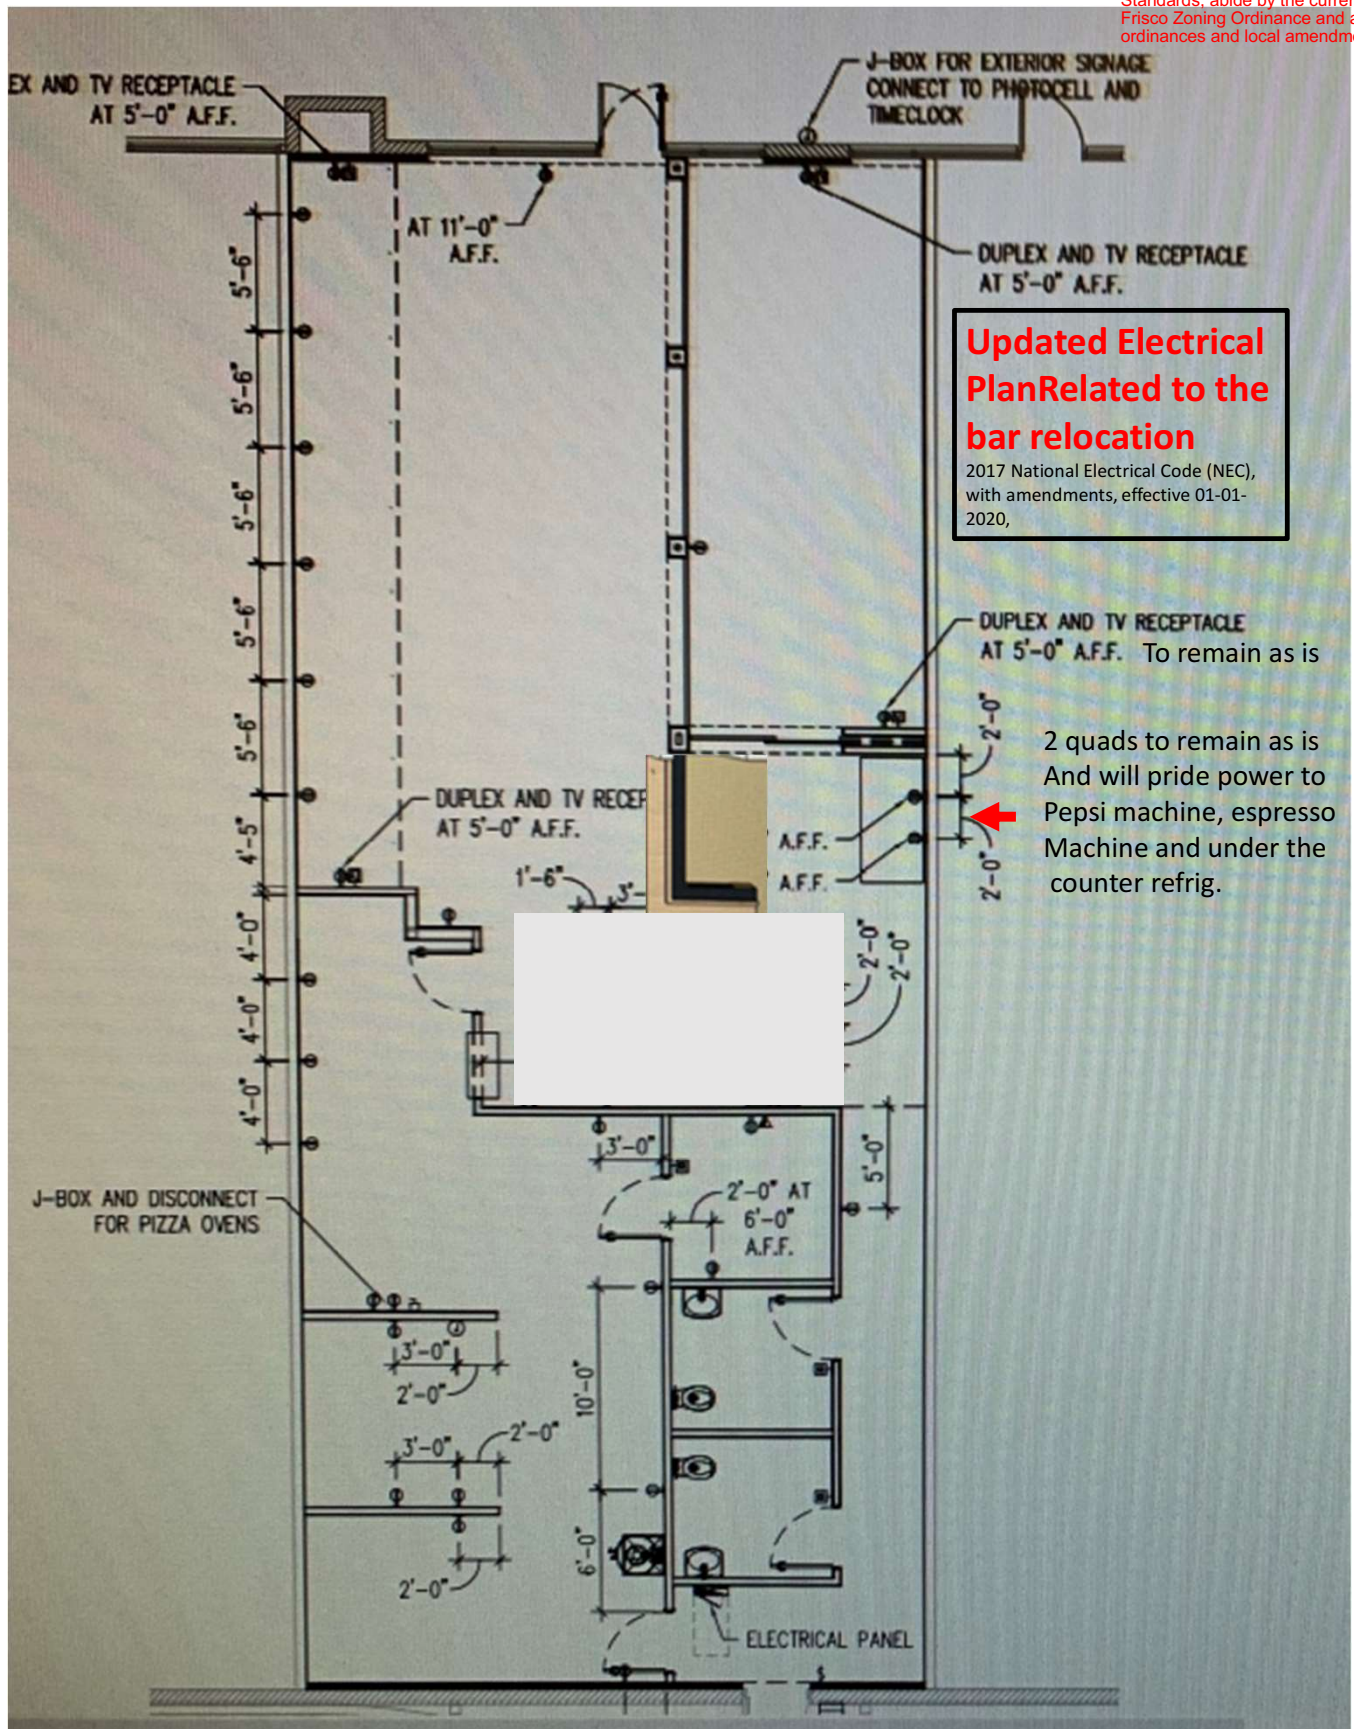 Standards, abide by the curren
Frisco Zoning Ordinance and a
ordinances and local amendme
EX AND TV RECEPTACLE
AT 5'-0" A.F.F.
J-BOX FOR EXTERIOR SIGNAGE
CONNECT TO PHOTOCELL AND
TIMECLOCK
AT 11'-0"
A.F.F.
DUPLEX AND TV RECEPTACLE
AT 5'-0" A.F.F.
5'-6"
5'-6"
5'-6"
5'-6"
5'-6"
4'-5"
4'-0"
4'-0"
4'-0"
Updated Electrical
PlanRelated to the
bar relocation
2017 National Electrical Code (NEC),
with amendments, effective 01-01-
2020,
DUPLEX AND TV RECEPTACLE
AT 5'-0" A.F.F. To remain as is
2'-0"
2'-0"
2 quads to remain as is
And will pride power to
Pepsi machine, espresso
Machine and under the
counter refrig.
DUPLEX AND TV RECEP
AT 5'-0" A.F.F.
A.F.F.
A.F.F.
1'-6"
3'-
2'-0"
2'-0"
3'-0"
5'-0"
2'-0" AT
6'-0"
A.F.F.
J-BOX AND DISCONNECT
FOR PIZZA OVENS
3'-0"
2'-0"
10'-0"
3'-0"
2'-0"
6'-0"
2'-0"
ELECTRICAL PANEL